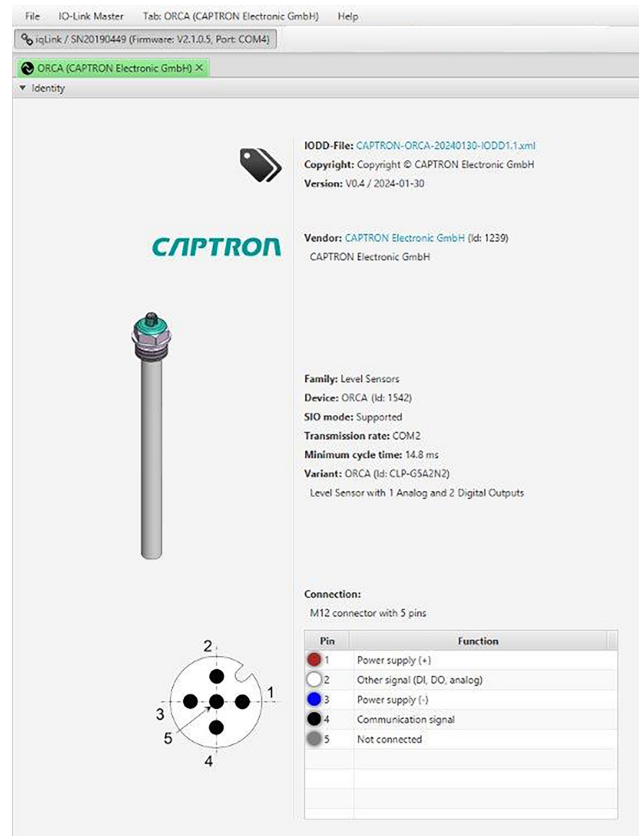 File IO-Link Master Tab: ORCA (CAPTRON Electronic GmbH) Help
iqLink / SN20190449 (Firmware: V2.1.0.5, Port: COM4)
ORCA (CAPTRON Electronic GmbH) ×
Identity
IODD-File: CAPTRON-ORCA-20240130-IODD1.1.xml
Copyright: Copyright © CAPTRON Electronic GmbH
Version: V0.4 / 2024-01-30
CAPTRON
Vendor: CAPTRON Electronic GmbH (Id: 1239)
CAPTRON Electronic GmbH
Family: Level Sensors
Device: ORCA (Id: 1542)
SIO mode: Supported
Transmission rate: COM2
Minimum cycle time: 14.8 ms
Variant: ORCA (Id: CLP-G5A2N2)
Level Sensor with 1 Analog and 2 Digital Outputs
Connection:
M12 connector with 5 pins
Pin Function
1 Power supply (+)
2 Other signal (DI, DO, analog)
3 Power supply (-)
4 Communication signal
5 Not connected
2
1
3
5
4